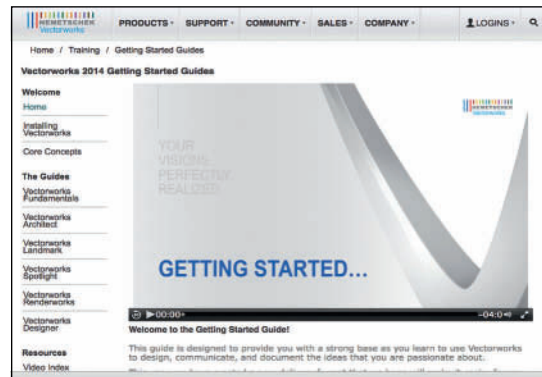 NEMETSCHEK
Vectorworks
PRODUCTS SUPPORT COMMUNITY SALES COMPANY LOGINS
Home / Training / Getting Started Guides
Vectorworks 2014 Getting Started Guides
Welcome
Home
Installing
Vectorworks
Core Concepts
The Guides
Vectorworks
Fundamentals
Vectorworks
Architect
Vectorworks
Landmark
Vectorworks
Spotlight
Vectorworks
Renderworks
Vectorworks
Designer
Resources
Video Index
NEMETSCHEK
Vectorworks
YOUR
VISIONS.
PERFECTLY.
REALIZED.
GETTING STARTED...
00:00
Welcome to the Getting Started Guide!
This guide is designed to provide you with a strong base as you learn to use Vectorworks
to design, communicate, and document the ideas that you are passionate about.